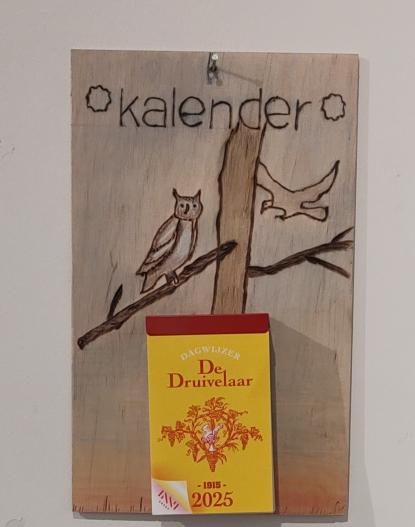 kalender
DAGWIJZER
De
Druivelaar
- 1915 -
2025